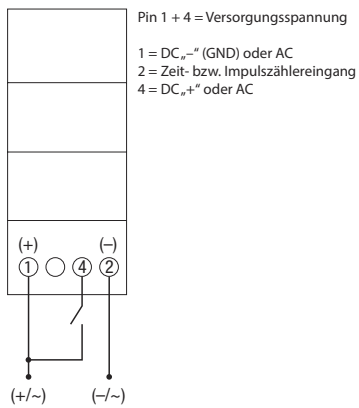 Pin 1 + 4 = Versorgungsspannung
1 = DC „–“ (GND) oder AC
2 = Zeit- bzw. Impulszählereingang
4 = DC „+“ oder AC
(+) (–)
1 4 2
(+/~) (–/~)